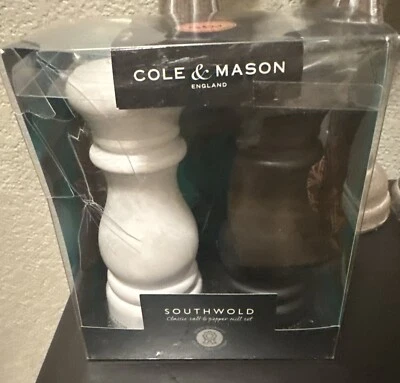 COLE & MASON
ENGLAND
SOUTHWOLD
Classic salt & pepper mill set